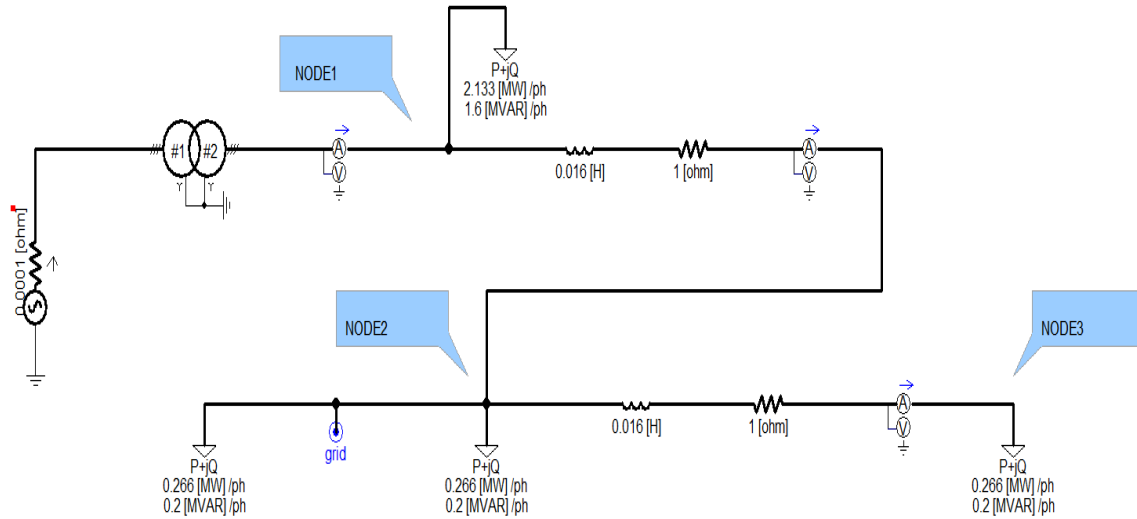 NODE1
P+jQ
2.133 [MW] /ph
1.6 [MVAR] /ph
#1
#2
A
V
0.016 [H]
1 [ohm]
A
V
Y
Y
0.0001 [ohm]
NODE2
NODE3
0.016 [H]
1 [ohm]
A
V
grid
P+jQ
0.266 [MW] /ph
0.2 [MVAR] /ph
P+jQ
0.266 [MW] /ph
0.2 [MVAR] /ph
P+jQ
0.266 [MW] /ph
0.2 [MVAR] /ph